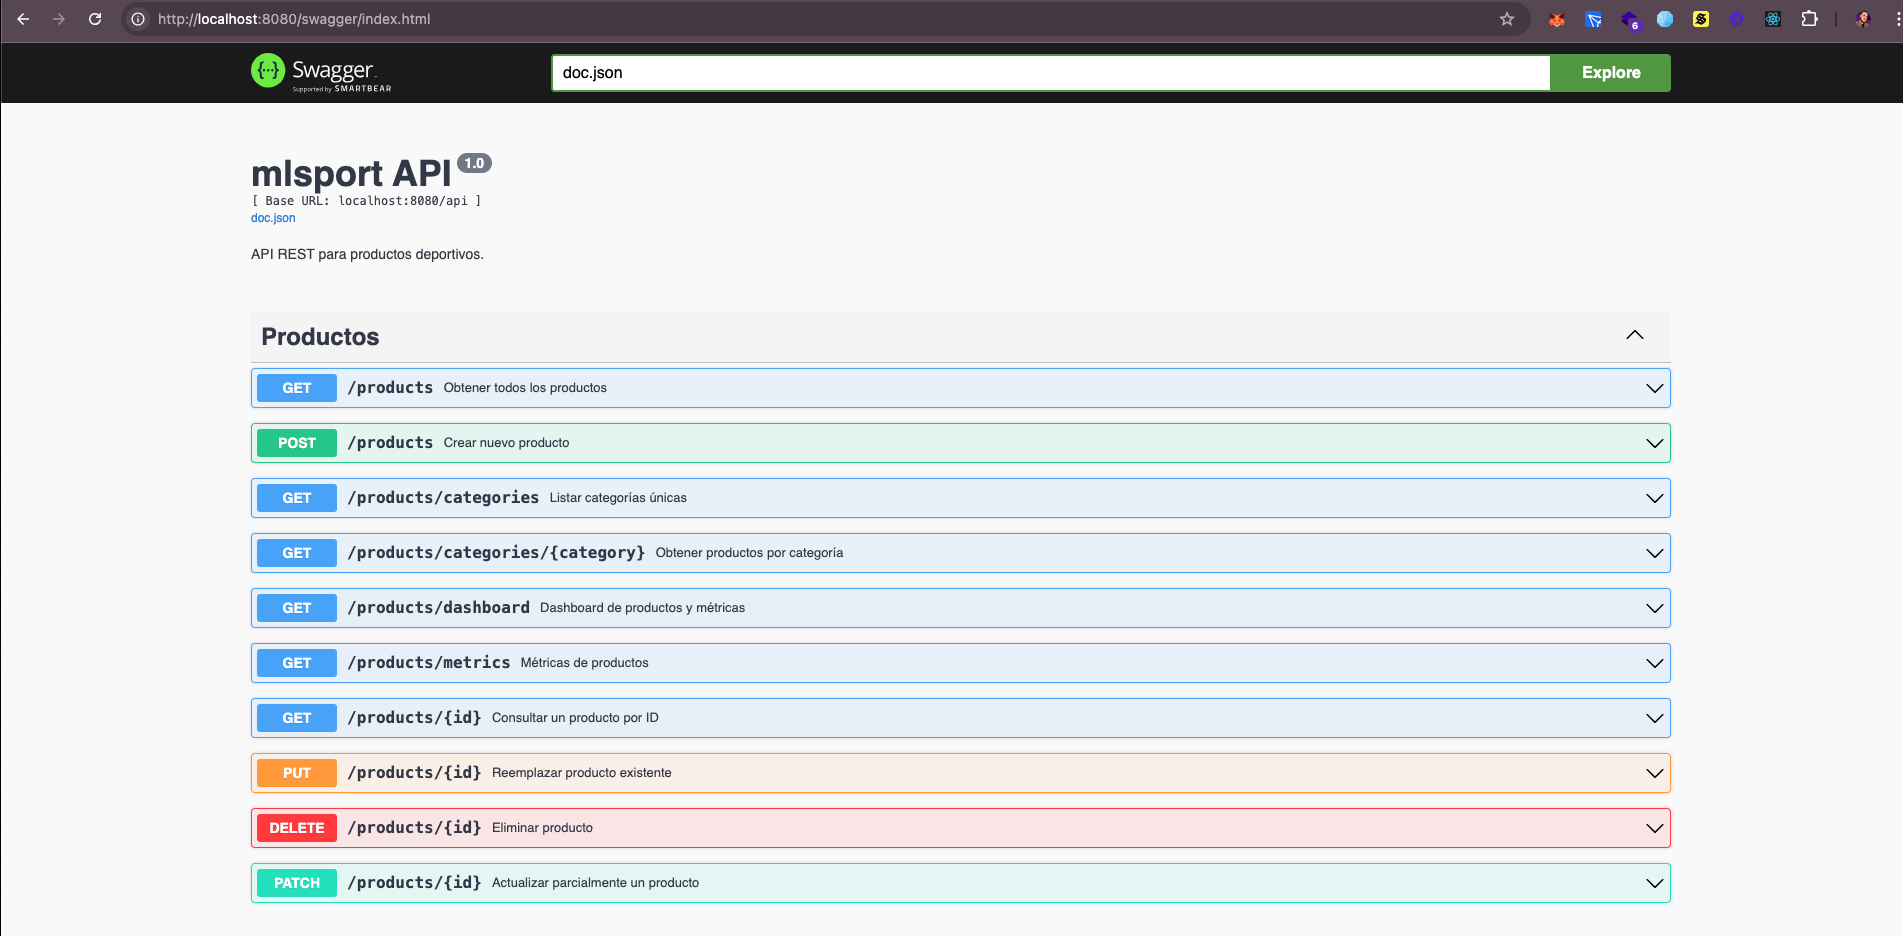 http://localhost:8080/swagger/index.html
6
Swagger
Supported by SMARTBEAR
doc.json
Explore
mlsport API 1.0
[ Base URL: localhost:8080/api ]
doc.json
API REST para productos deportivos.
Productos
GET /products Obtener todos los productos
POST /products Crear nuevo producto
GET /products/categories Listar categorías únicas
GET /products/categories/{category} Obtener productos por categoría
GET /products/dashboard Dashboard de productos y métricas
GET /products/metrics Métricas de productos
GET /products/{id} Consultar un producto por ID
PUT /products/{id} Reemplazar producto existente
DELETE /products/{id} Eliminar producto
PATCH /products/{id} Actualizar parcialmente un producto